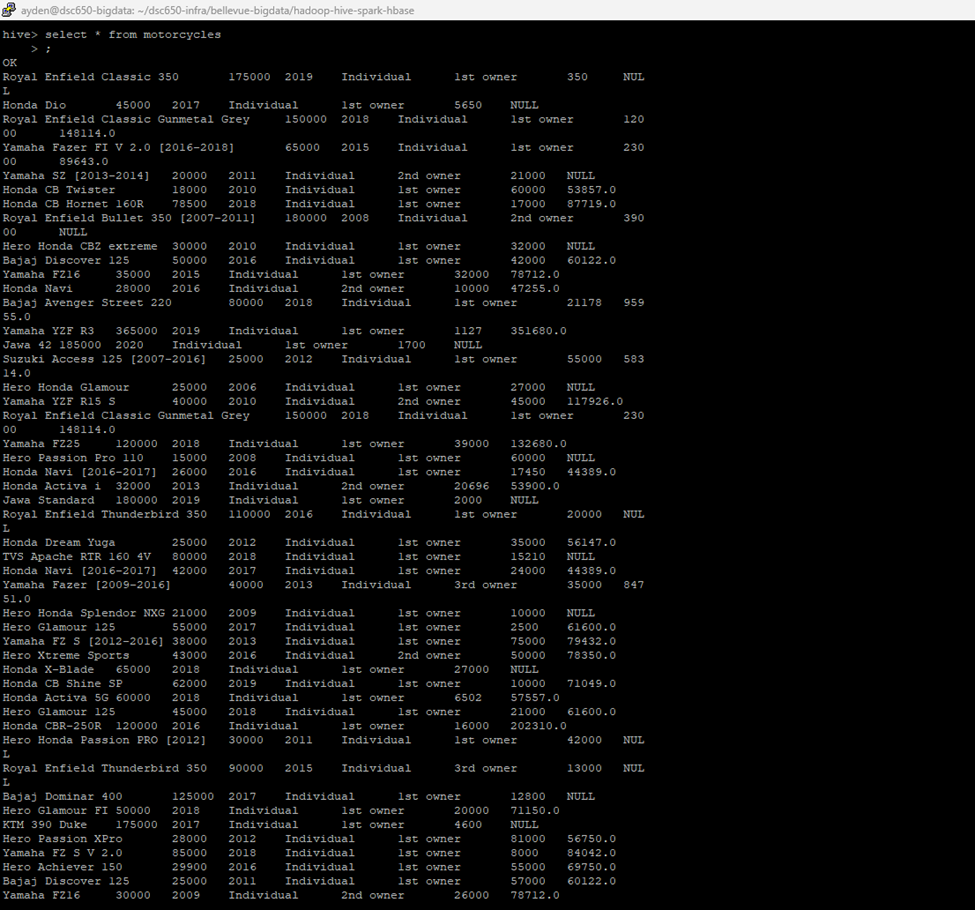 ayden@dsc650-bigdata: ~/dsc650-infra/bellevue-bigdata/hadoop-hive-spark-hbase
hive> select * from motorcycles
    > ;
OK
Royal Enfield Classic 350       175000  2019    Individual      1st owner       350     NUL
L
Honda Dio       45000   2017    Individual      1st owner       5650    NULL
Royal Enfield Classic Gunmetal Grey     150000  2018    Individual      1st owner       120
00      148114.0
Yamaha Fazer FI V 2.0 [2016-2018]       65000   2015    Individual      1st owner       230
00      89643.0
Yamaha SZ [2013-2014]   20000   2011    Individual      2nd owner       21000   NULL
Honda CB Twister        18000   2010    Individual      1st owner       60000   53857.0
Honda CB Hornet 160R    78500   2018    Individual      1st owner       17000   87719.0
Royal Enfield Bullet 350 [2007-2011]    180000  2008    Individual      2nd owner       390
00      NULL
Hero Honda CBZ extreme  30000   2010    Individual      1st owner       32000   NULL
Bajaj Discover 125      50000   2016    Individual      1st owner       42000   60122.0
Yamaha FZ16     35000   2015    Individual      1st owner       32000   78712.0
Honda Navi      28000   2016    Individual      2nd owner       10000   47255.0
Bajaj Avenger Street 220        80000   2018    Individual      1st owner       21178   959
55.0
Yamaha YZF R3   365000  2019    Individual      1st owner       1127    351680.0
Jawa 42 185000  2020    Individual      1st owner       1700    NULL
Suzuki Access 125 [2007-2016]   25000   2012    Individual      1st owner       55000   583
14.0
Hero Honda Glamour      25000   2006    Individual      1st owner       27000   NULL
Yamaha YZF R15 S        40000   2010    Individual      2nd owner       45000   117926.0
Royal Enfield Classic Gunmetal Grey     150000  2018    Individual      1st owner       230
00      148114.0
Yamaha FZ25     120000  2018    Individual      1st owner       39000   132680.0
Hero Passion Pro 110    15000   2008    Individual      1st owner       60000   NULL
Honda Navi [2016-2017]  26000   2016    Individual      1st owner       17450   44389.0
Honda Activa i  32000   2013    Individual      2nd owner       20696   53900.0
Jawa Standard   180000  2019    Individual      1st owner       2000    NULL
Royal Enfield Thunderbird 350   110000  2016    Individual      1st owner       20000   NUL
L
Honda Dream Yuga        25000   2012    Individual      1st owner       35000   56147.0
TVS Apache RTR 160 4V   80000   2018    Individual      1st owner       15210   NULL
Honda Navi [2016-2017]  42000   2017    Individual      1st owner       24000   44389.0
Yamaha Fazer [2009-2016]        40000   2013    Individual      3rd owner       35000   847
51.0
Hero Honda Splendor NXG 21000   2009    Individual      1st owner       10000   NULL
Hero Glamour 125        55000   2017    Individual      1st owner       2500    61600.0
Yamaha FZ S [2012-2016] 38000   2013    Individual      1st owner       75000   79432.0
Hero Xtreme Sports      43000   2016    Individual      2nd owner       50000   78350.0
Honda X-Blade   65000   2018    Individual      1st owner       27000   NULL
Honda CB Shine SP       62000   2019    Individual      1st owner       10000   71049.0
Honda Activa 5G 60000   2018    Individual      1st owner       6502    57557.0
Hero Glamour 125        45000   2018    Individual      1st owner       21000   61600.0
Honda CBR-250R  120000  2016    Individual      1st owner       16000   202310.0
Hero Honda Passion PRO [2012]   30000   2011    Individual      1st owner       42000   NUL
L
Royal Enfield Thunderbird 350   90000   2015    Individual      3rd owner       13000   NUL
L
Bajaj Dominar 400       125000  2017    Individual      1st owner       12800   NULL
Hero Glamour FI 50000   2018    Individual      1st owner       20000   71150.0
KTM 390 Duke    175000  2017    Individual      1st owner       4600    NULL
Hero Passion XPro       28000   2012    Individual      1st owner       81000   56750.0
Yamaha FZ S V 2.0       85000   2018    Individual      1st owner       8000    84042.0
Hero Achiever 150       29900   2016    Individual      1st owner       55000   69750.0
Bajaj Discover 125      25000   2011    Individual      1st owner       57000   60122.0
Yamaha FZ16     30000   2009    Individual      2nd owner       26000   78712.0